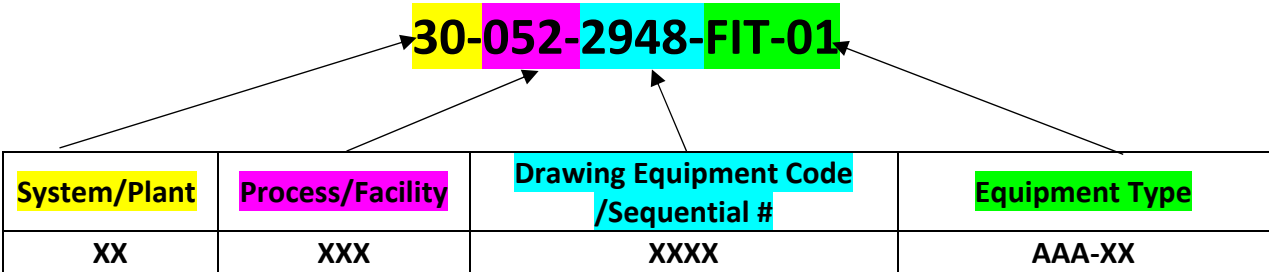 30-052-2948-FIT-01
System/Plant
Process/Facility
Drawing Equipment Code
/Sequential #
Equipment Type
XX
XXX
XXXX
AAA-XX